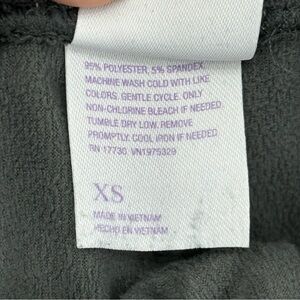 95% POLYESTER, 5% SPANDEX
MACHINE WASH COLD WITH LIKE
COLORS. GENTLE CYCLE. ONLY
NON-CHLORINE BLEACH IF NEEDED
TUMBLE DRY LOW. REMOVE
PROMPTLY. COOL IRON IF NEEDED
RN 17730 VN1975329
XS
MADE IN VIETNAM
HECHO EN VIETNAM